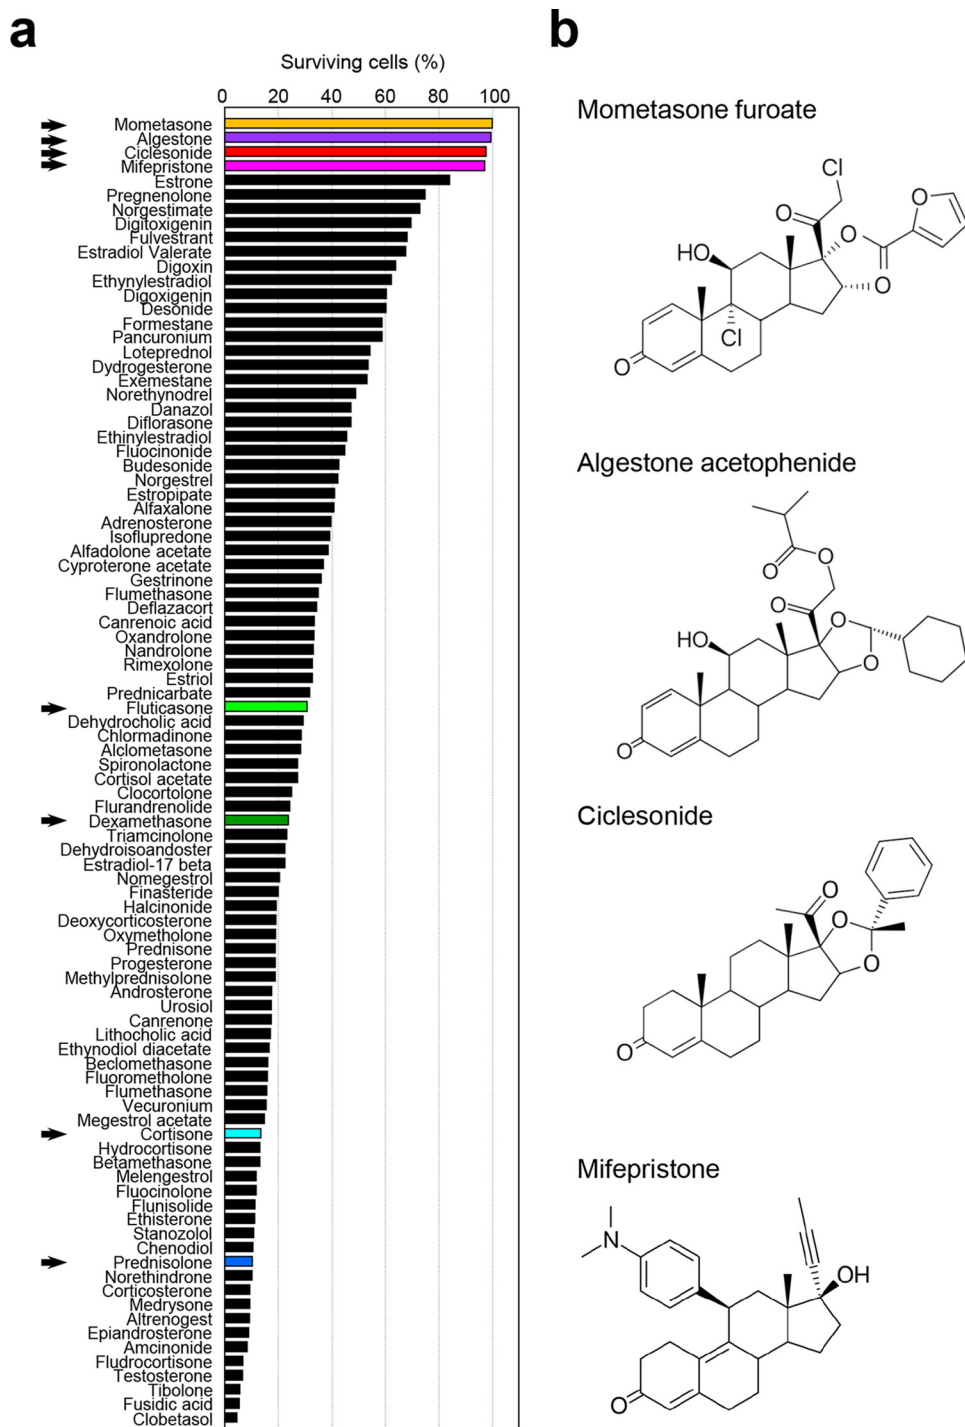 a
Surviving cells (%)
0 20 40 60 80 100
Mometasone
Algestone
Ciclesonide
Mifepristone
Estrone
Pregnenolone
Norgestimate
Digitoxigenin
Fulvestrant
Estradiol Valerate
Digoxin
Ethynylestradiol
Digoxigenin
Desonide
Formestane
Pancuronium
Loteprednol
Dydrogesterone
Exemestane
Norethynodrel
Danazol
Diflorasone
Ethinylestradiol
Fluocinonide
Budesonide
Norgestrel
Estropipate
Alfaxalone
Adrenosterone
Isoflupredone
Alfadolone acetate
Cyproterone acetate
Gestrinone
Flumethasone
Deflazacort
Canrenoic acid
Oxandrolone
Nandrolone
Rimexolone
Estriol
Prednicarbate
Fluticasone
Dehydrocholic acid
Chlormadinone
Alclometasone
Spironolactone
Cortisol acetate
Clocortolone
Flurandrenolide
Dexamethasone
Triamcinolone
Dehydroisoandoster
Estradiol-17 beta
Nomegestrol
Finasteride
Halcinonide
Deoxycorticosterone
Oxymetholone
Prednisone
Progesterone
Methylprednisolone
Androsterone
Urosiol
Canrenone
Lithocholic acid
Ethynodiol diacetate
Beclomethasone
Fluorometholone
Flumethasone
Vecuronium
Megestrol acetate
Cortisone
Hydrocortisone
Betamethasone
Melengestrol
Fluocinolone
Flunisolide
Ethisterone
Stanozolol
Chenodiol
Prednisolone
Norethindrone
Corticosterone
Medrysone
Altrenogest
Epiandrosterone
Amcinonide
Fludrocortisone
Testosterone
Tibolone
Fusidic acid
Clobetasol
b
Mometasone furoate
Cl
O
O
O
HO
O
Cl
O
Algestone acetophenide
O
O
O
O
HO
O
O
Ciclesonide
O
O
O
O
Mifepristone
N
OH
O